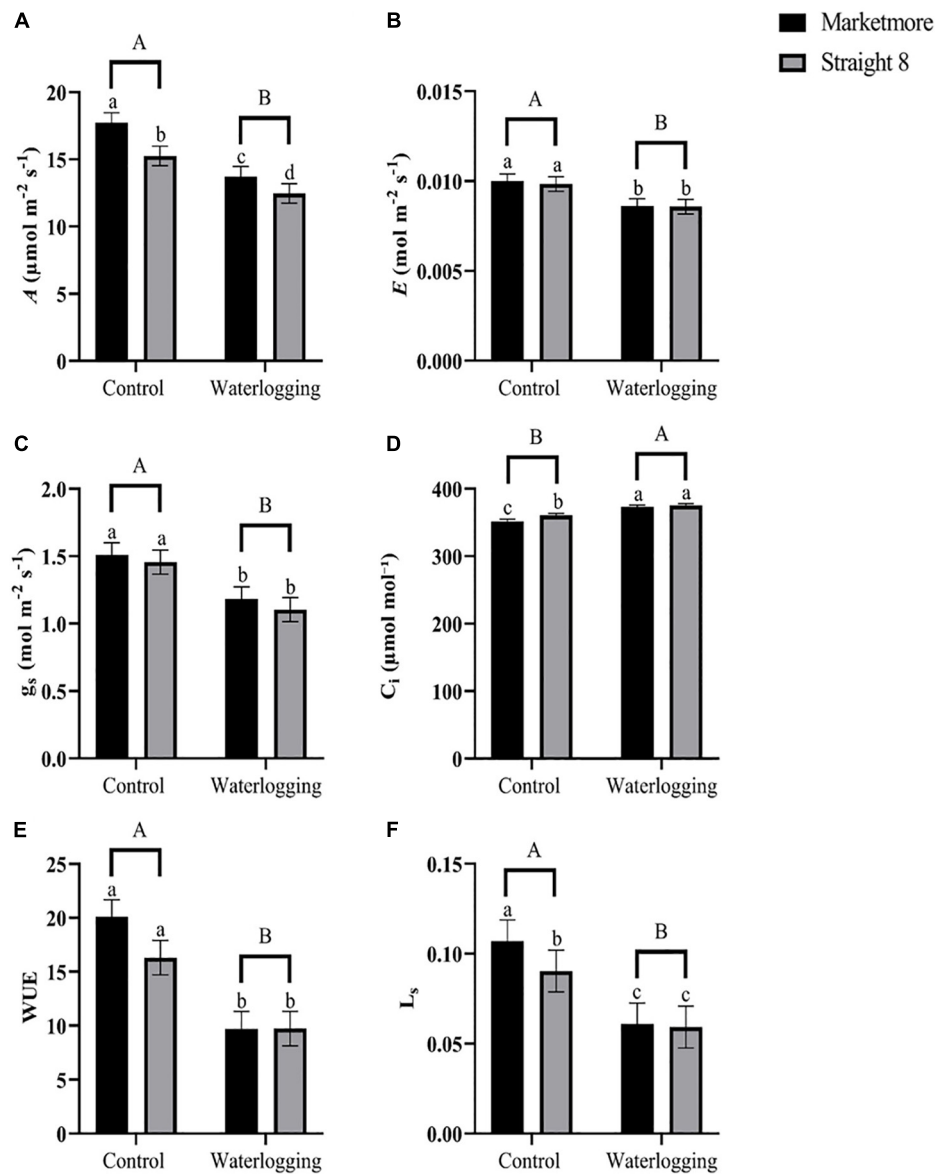 A
B
Marketmore
Straight 8
A
B
20
15
10
5
0
A (μmol m⁻² s⁻¹)
a
b
c
d
Control
Waterlogging
A
B
0.015
0.010
0.005
0.000
E (mol m⁻² s⁻¹)
a
a
b
b
Control
Waterlogging
C
D
A
B
2.0
1.5
1.0
0.5
0.0
gₛ (mol m⁻² s⁻¹)
a
a
b
b
Control
Waterlogging
B
A
400
300
200
100
0
Cᵢ (μmol mol⁻¹)
c
b
a
a
Control
Waterlogging
E
F
A
B
25
20
15
10
5
0
WUE
a
a
b
b
Control
Waterlogging
A
B
0.15
0.10
0.05
0.00
Lₛ
a
b
c
c
Control
Waterlogging